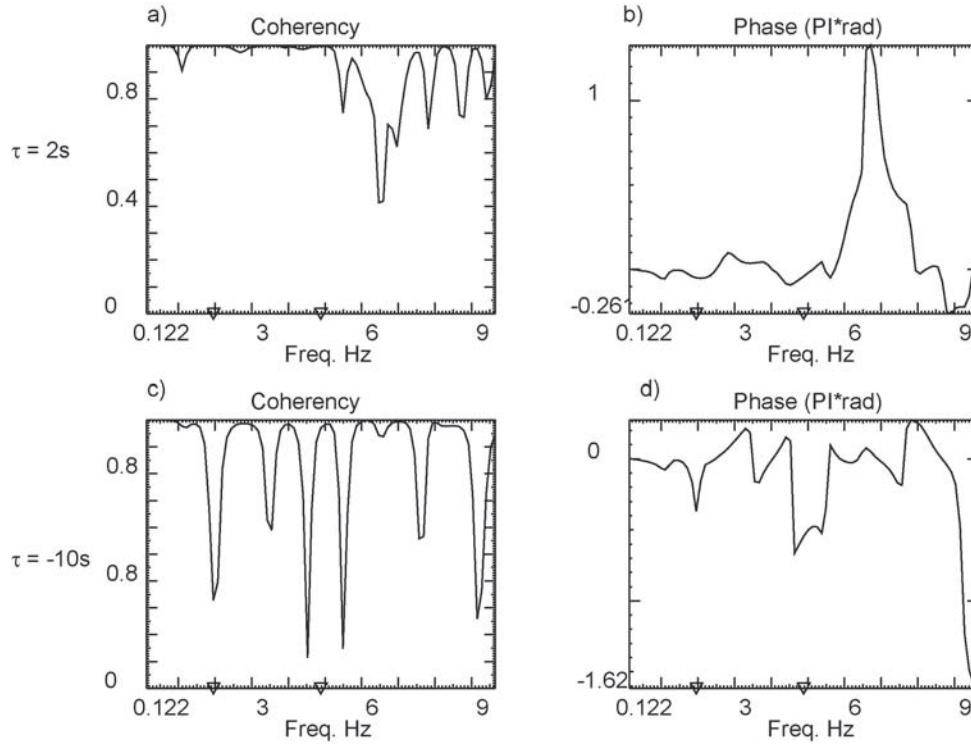 a)
Coherency
b)
Phase (PI*rad)
τ = 2s
0.8
0.4
0
0.122 3 6 9
Freq. Hz
1
-0.261
0.122 3 6 9
Freq. Hz
c)
Coherency
d)
Phase (PI*rad)
τ = -10s
0.8
0.8
0
0.122 3 6 9
Freq. Hz
0
-1.62
0.122 3 6 9
Freq. Hz